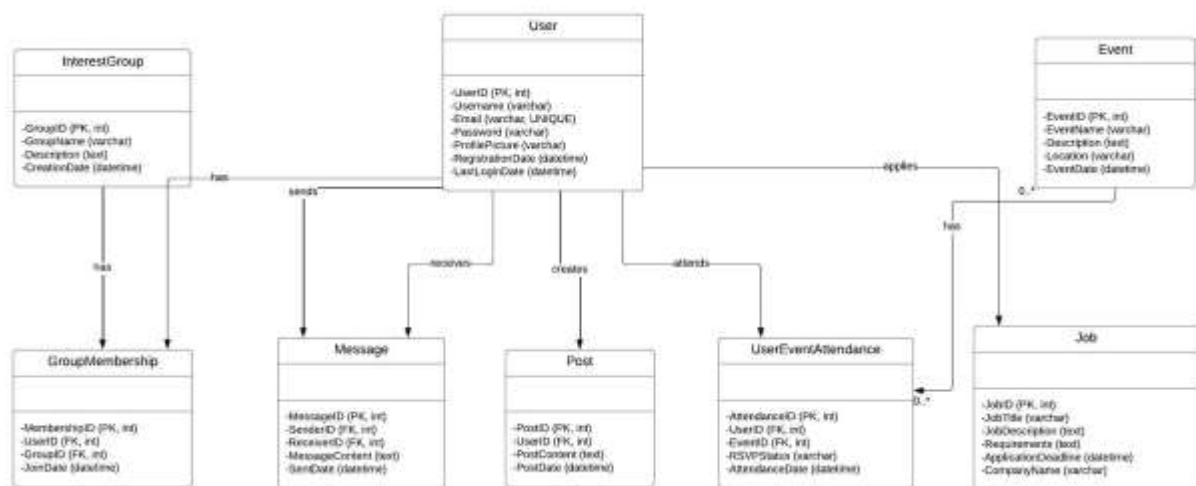 User
-UserID (PK, int)
-Username (varchar)
-Email (varchar, UNIQUE)
-Password (varchar)
-ProfilePicture (varchar)
-RegistrationDate (datetime)
-LastLoginDate (datetime)
InterestGroup
-GroupID (PK, int)
-GroupName (varchar)
-Description (text)
-CreationDate (datetime)
Event
-EventID (PK, int)
-EventName (varchar)
-Description (text)
-Location (varchar)
-EventDate (datetime)
has
sends
applies
0..*
has
has
receives
creates
attends
GroupMembership
-MembershipID (PK, int)
-UserID (FK, int)
-GroupID (FK, int)
-JoinDate (datetime)
Message
-MessageID (PK, int)
-SenderID (FK, int)
-ReceiverID (FK, int)
-MessageContent (text)
-SentDate (datetime)
Post
-PostID (PK, int)
-UserID (FK, int)
-PostContent (text)
-PostDate (datetime)
UserEventAttendance
-AttendanceID (PK, int)
-UserID (FK, int)
-EventID (FK, int)
-RSVPStatus (varchar)
-AttendanceDate (datetime)
0..*
Job
-JobID (PK, int)
-JobTitle (varchar)
-JobDescription (text)
-Requirements (text)
-ApplicationDeadline (datetime)
-CompanyName (varchar)